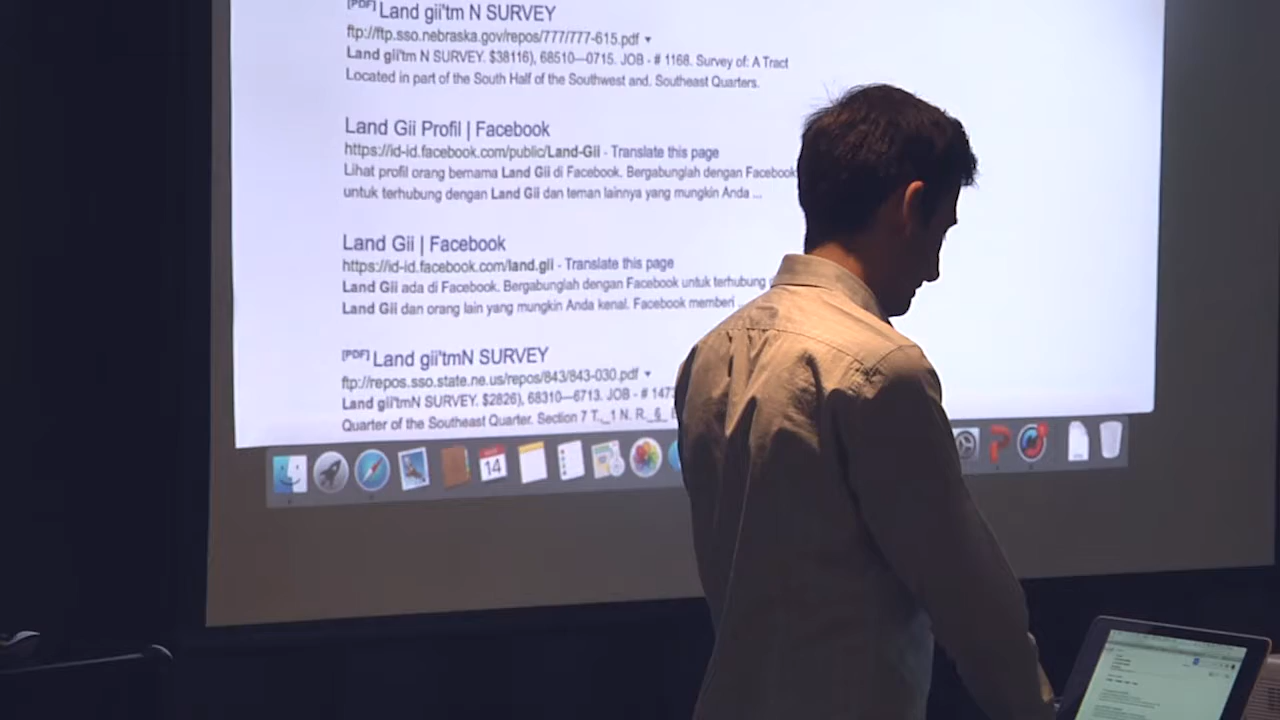 [PDF] Land gii'tm N SURVEY
ftp://ftp.sso.nebraska.gov/repos/777/777-615.pdf
Land gii'tm N SURVEY. $38116), 68510—0715. JOB - # 1168. Survey of: A Tract
Located in part of the South Half of the Southwest and. Southeast Quarters.
Land Gii Profil | Facebook
https://id-id.facebook.com/public/Land-Gii - Translate this page
Lihat profil orang bernama Land Gii di Facebook. Bergabunglah dengan Facebook
untuk terhubung dengan Land Gii dan teman lainnya yang mungkin Anda ...
Land Gii | Facebook
https://id-id.facebook.com/land.gii - Translate this page
Land Gii ada di Facebook. Bergabunglah dengan Facebook untuk terhubung
Land Gii dan orang lain yang mungkin Anda kenal. Facebook memberi ...
[PDF] Land gii'tmN SURVEY
ftp://repos.sso.state.ne.us/repos/843/843-030.pdf
Land gii'tmN SURVEY. $2826), 68310—6713. JOB - # 147
Quarter of the Southeast Quarter. Section 7 T._1 N. R._6_
14